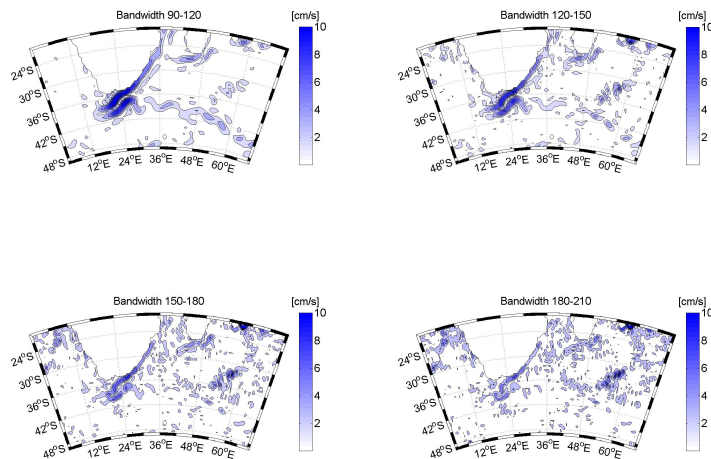 Bandwidth 90-120 [cm/s]
10
8
6
4
2
24°S
30°S
36°S
42°S
48°S
12°E 24°E 36°E 48°E 60°E
Bandwidth 120-150 [cm/s]
10
8
6
4
2
24°S
30°S
36°S
42°S
48°S
12°E 24°E 36°E 48°E 60°E
Bandwidth 150-180 [cm/s]
10
8
6
4
2
24°S
30°S
36°S
42°S
48°S
12°E 24°E 36°E 48°E 60°E
Bandwidth 180-210 [cm/s]
10
8
6
4
2
24°S
30°S
36°S
42°S
48°S
12°E 24°E 36°E 48°E 60°E